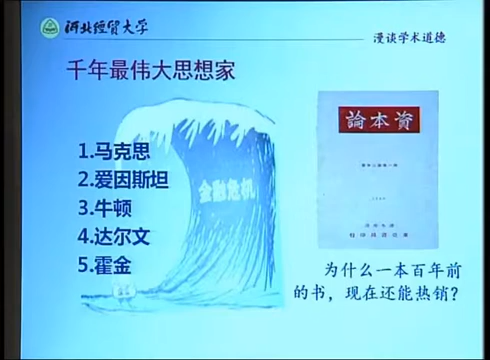 河北经贸大学
漫谈学术道德
千年最伟大思想家
1.马克思
2.爱因斯坦
3.牛顿
4.达尔文
5.霍金
金融危机
論本資
为什么一本百年前
的书，现在还能热销？